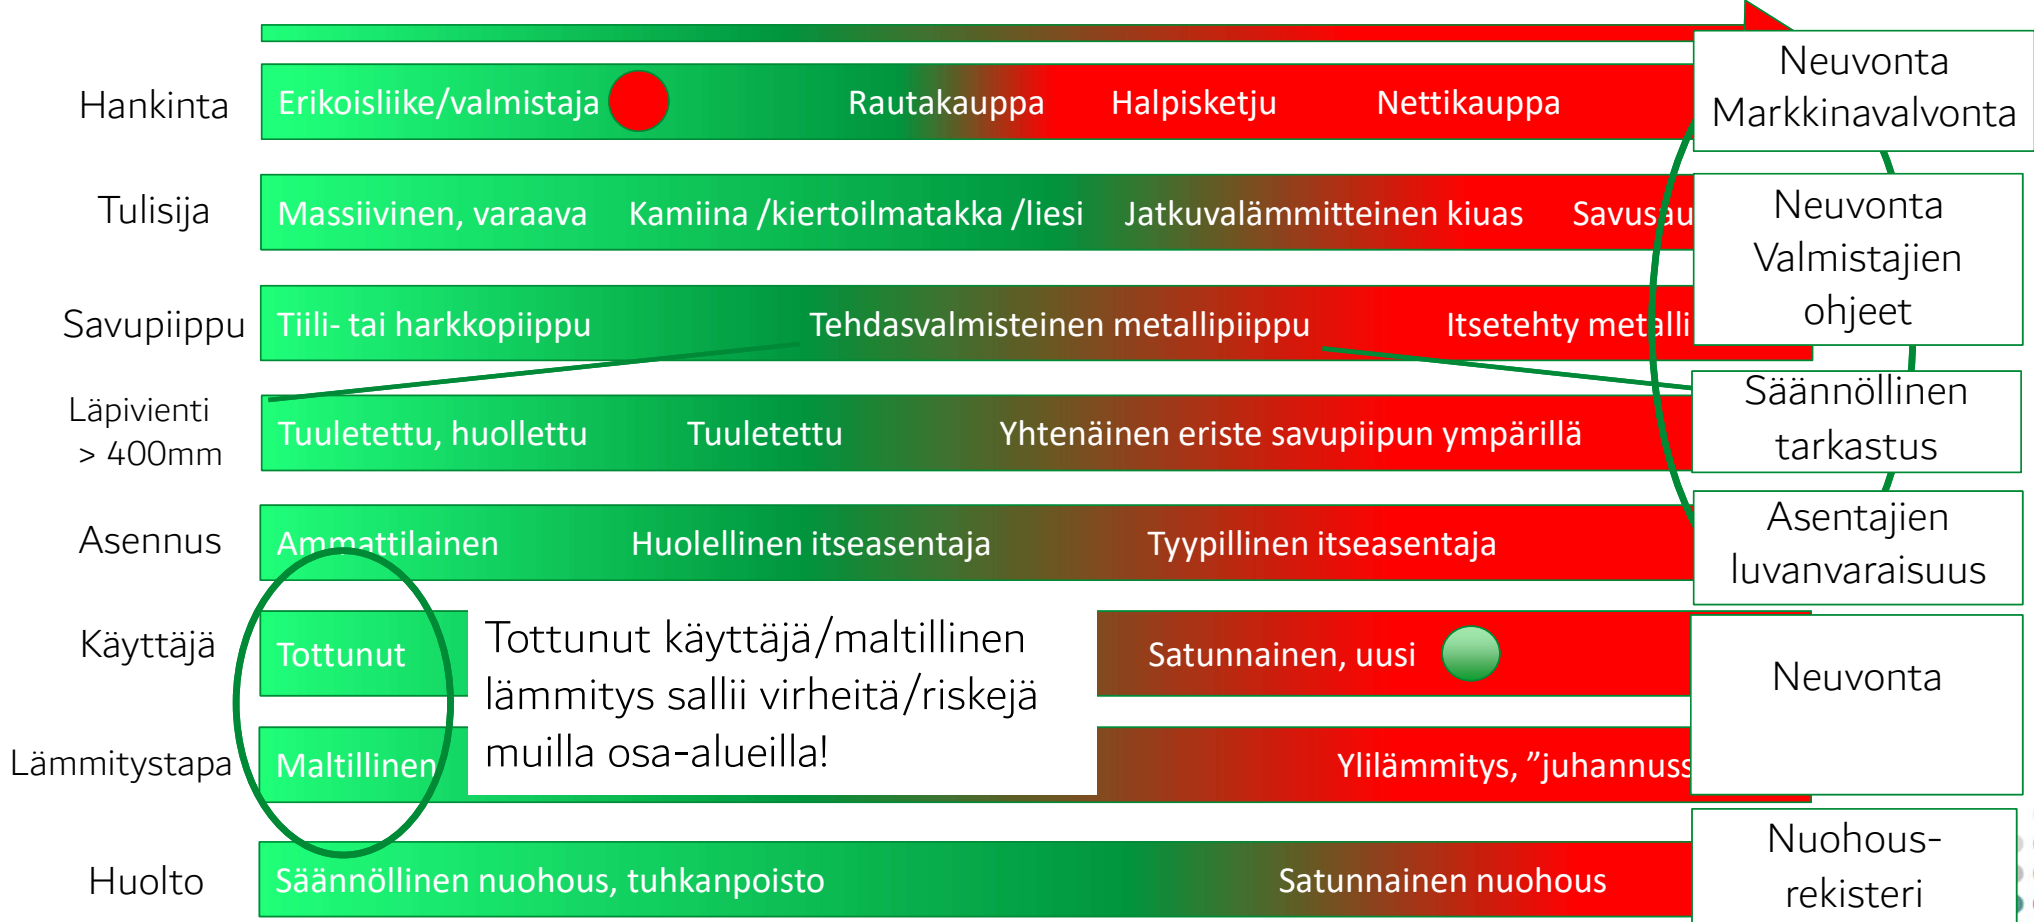 Hankinta
Erikoisliike/valmistaja
Rautakauppa
Halpisketju
Nettikauppa
Neuvonta
Markkinavalvonta
Tulisija
Massiivinen, varaava
Kamiina /kiertoilmatakka /liesi
Jatkuvalämmitteinen kiuas
Savusau
Neuvonta
Valmistajien
ohjeet
Savupiippu
Tiili- tai harkkopiippu
Tehdasvalmisteinen metallipiippu
Itsetehty metalli
Läpivienti
> 400mm
Tuuletettu, huollettu
Tuuletettu
Yhtenäinen eriste savupiipun ympärillä
Säännöllinen
tarkastus
Asennus
Ammattilainen
Huolellinen itseasentaja
Tyypillinen itseasentaja
Asentajien
luvanvaraisuus
Käyttäjä
Tottunut
Tottunut käyttäjä/maltillinen
lämmitys sallii virheitä/riskejä
muilla osa-alueilla!
Satunnainen, uusi
Neuvonta
Lämmitystapa
Maltillinen
Ylilämmitys, ”juhannuss
Huolto
Säännöllinen nuohous, tuhkanpoisto
Satunnainen nuohous
Nuohous-
rekisteri